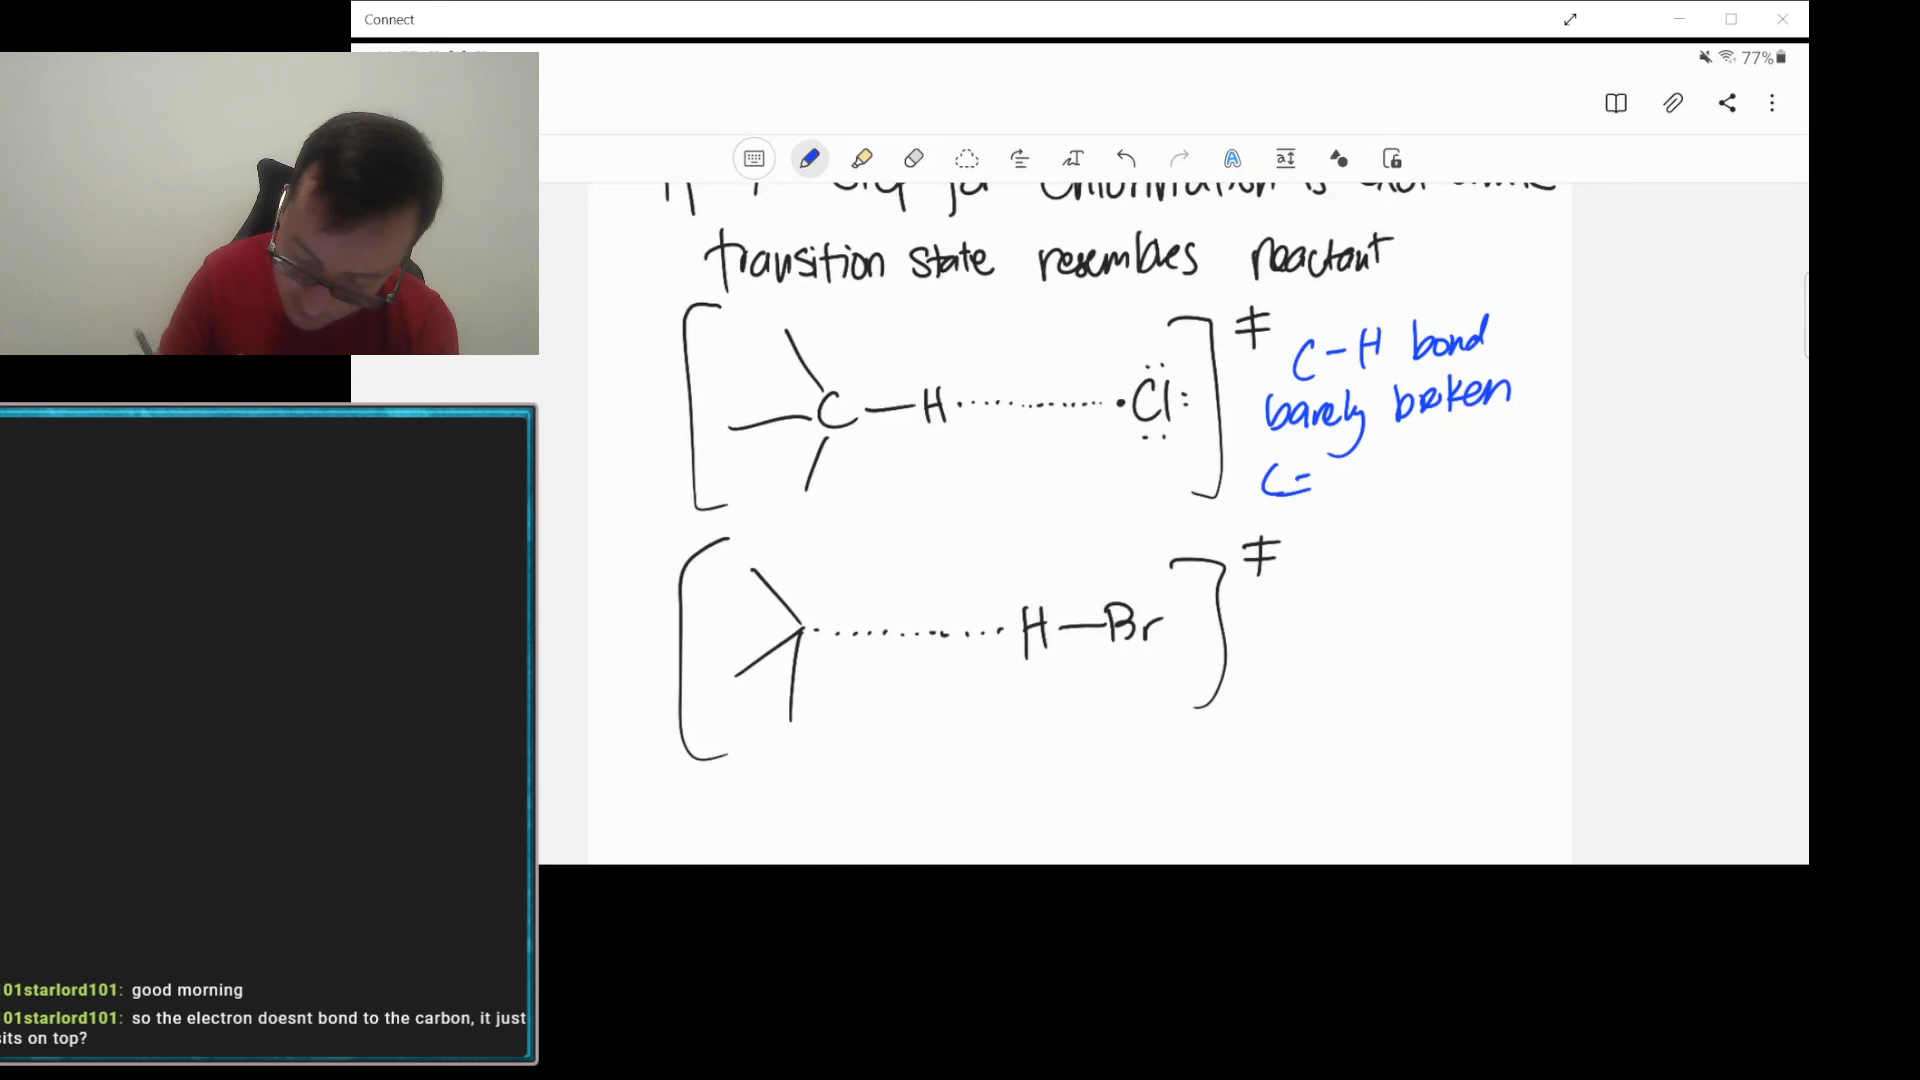 Connect
77%
transition state resembles reactant
C-H bond
barely broken
C=
C-H ·Cl:
‡
H-Br
‡
01starlord101: good morning
01starlord101: so the electron doesnt bond to the carbon, it just
sits on top?